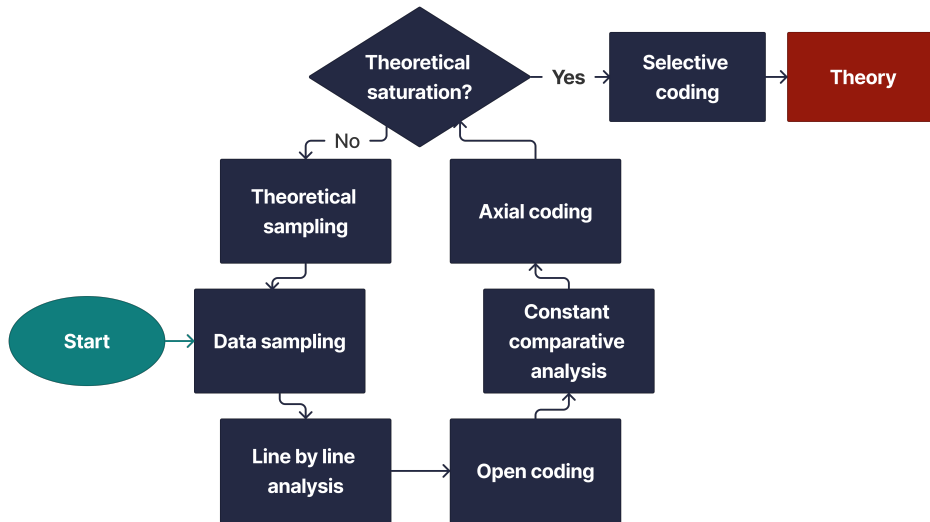 Theoretical
saturation?
Yes
Selective
coding
Theory
No
Theoretical
sampling
Axial coding
Start
Data sampling
Constant
comparative
analysis
Line by line
analysis
Open coding